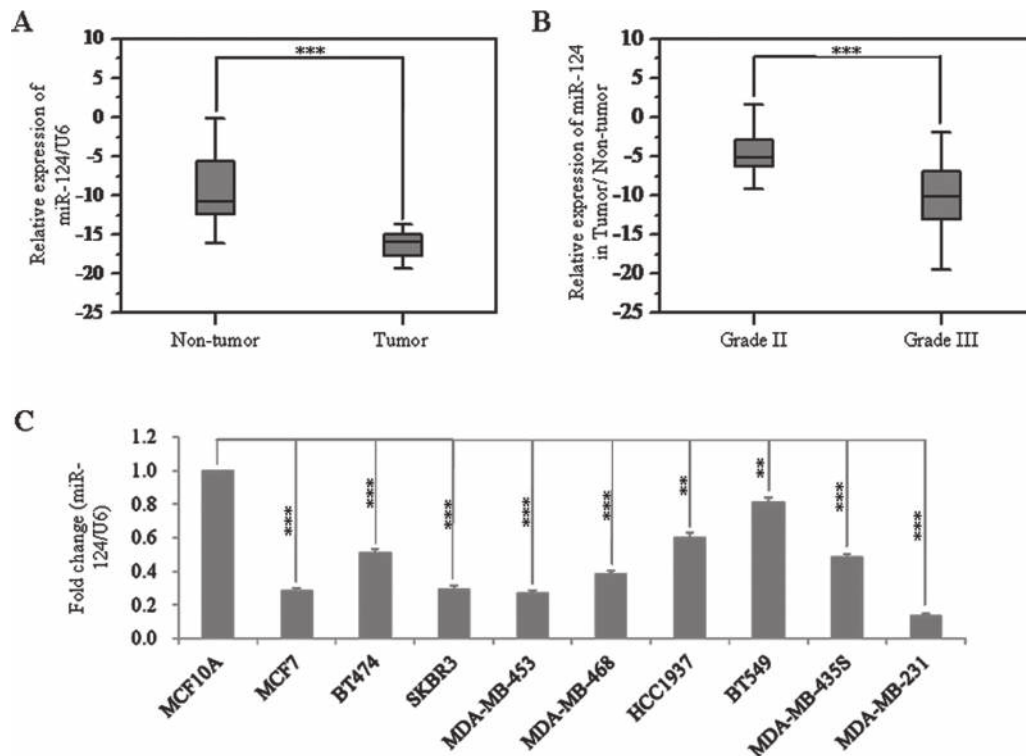 A
Relative expression of
miR-124/U6
10
5
0
-5
-10
-15
-20
-25
***
Non-tumor
Tumor
B
Relative expression of miR-124
in Tumor/ Non-tumor
10
5
0
-5
-10
-15
-20
-25
***
Grade II
Grade III
C
Fold change (miR-
124/U6)
1.2
1.0
0.8
0.6
0.4
0.2
0.0
***
***
***
***
***
**
**
***
***
MCF10A
MCF7
BT474
SKBR3
MDA-MB-453
MDA-MB-468
HCC1937
BT549
MDA-MB-435S
MDA-MB-231